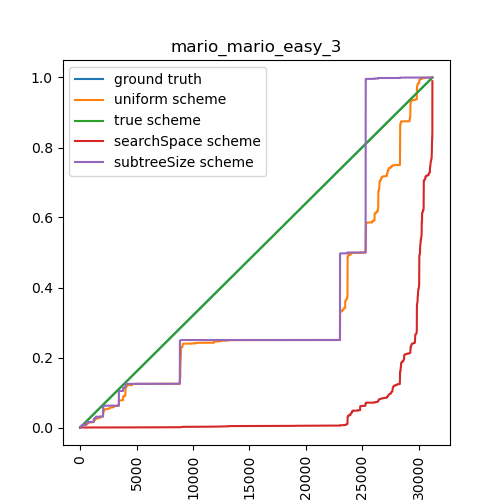 mario_mario_easy_3
ground truth
uniform scheme
true scheme
searchSpace scheme
subtreeSize scheme
1.0
0.8
0.6
0.4
0.2
0.0
0
5000
10000
15000
20000
25000
30000